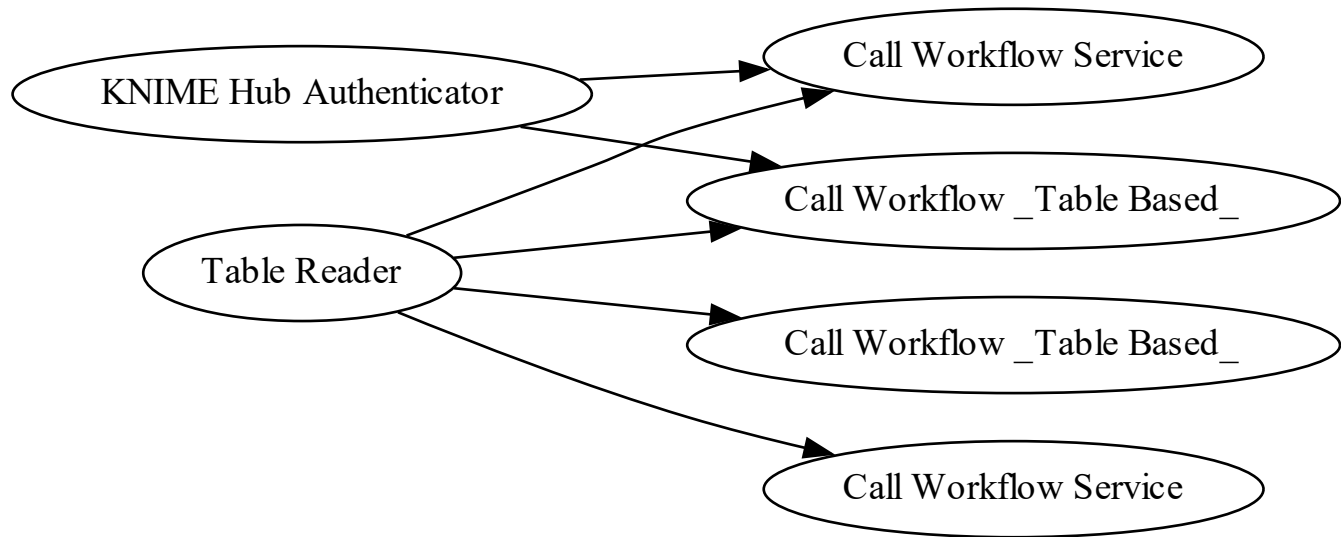 KNIME Hub Authenticator
Table Reader
Call Workflow Service
Call Workflow _Table Based_
Call Workflow _Table Based_
Call Workflow Service